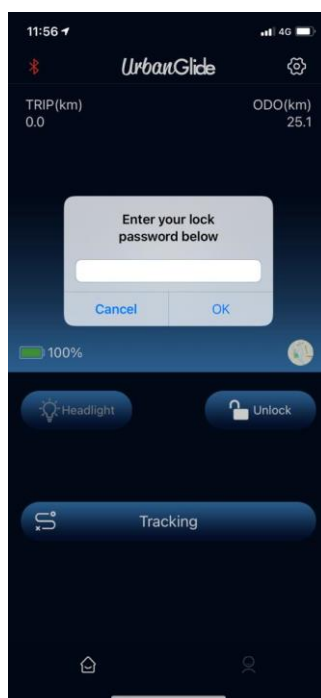 11:56
4G
UrbanGlide
TRIP(km)
ODO(km)
0.0
25.1
Enter your lock
password below
Cancel
OK
100%
Headlight
Unlock
Tracking